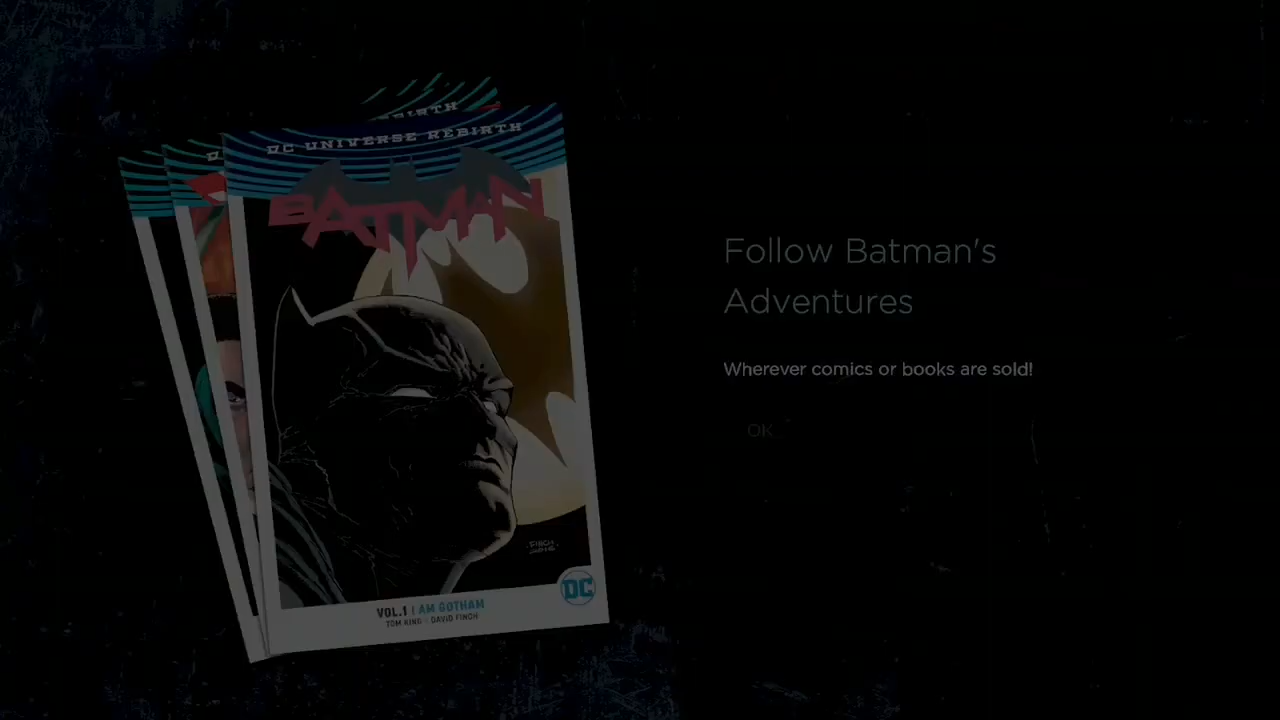 DC UNIVERSE REBIRTH
BATMAN
Follow Batman's
Adventures
Wherever comics or books are sold!
OK
DC
VOL.1 | AM GOTHAM
TOM KING · DAVID FINCH